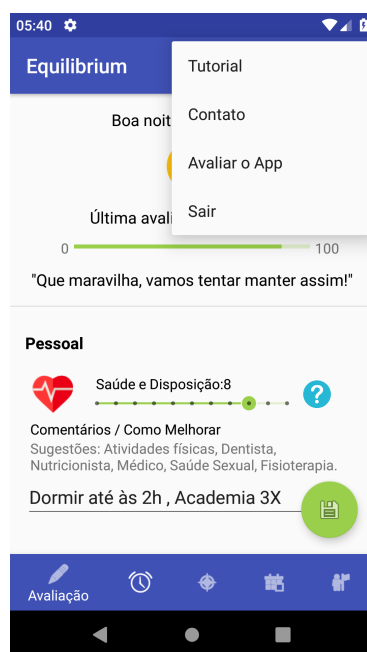 05:40
Equilibrium
Tutorial
Contato
Avaliar o App
Sair
Boa noit
Última avali
0 100
"Que maravilha, vamos tentar manter assim!"
Pessoal
Saúde e Disposição:8
?
Comentários / Como Melhorar
Sugestões: Atividades físicas, Dentista,
Nutricionista, Médico, Saúde Sexual, Fisioterapia.
Dormir até às 2h , Academia 3X
Avaliação